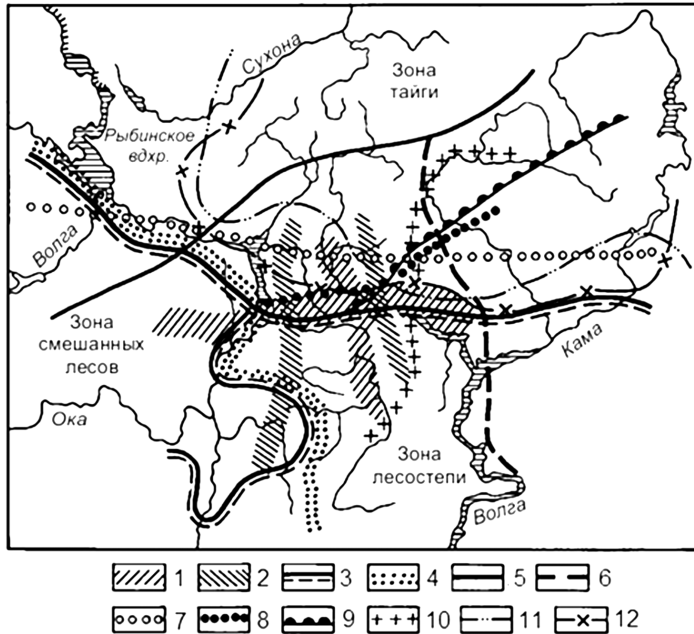 Сухона
Зона
тайги
Рыбинское
вдхр.
Волга
Зона
смешанных
лесов
Кама
Ока
Зона
лесостепи
Волга
1 2 3 4 5 6
7 8 9 10 11 12